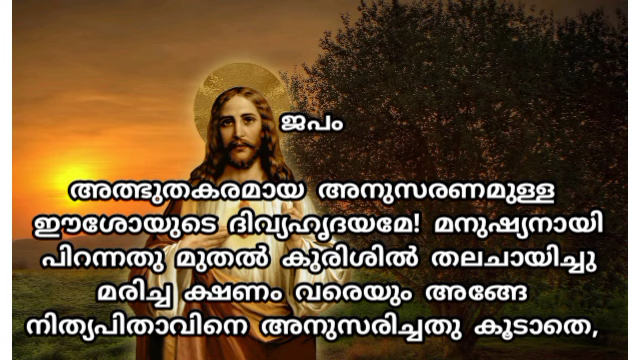 ജപം
അത്ഭുതകരമായ അനുസരണമുള്ള
ഈശോയുടെ ദിവ്യഹൃദയമേ! മനുഷ്യനായി
പിറന്നതു മുതൽ കുരിശിൽ തലചായിച്ചു
മരിച്ച ക്ഷണം വരെയും അങ്ങേ
നിത്യപിതാവിനെ അനുസരിച്ചതു കൂടാതെ,